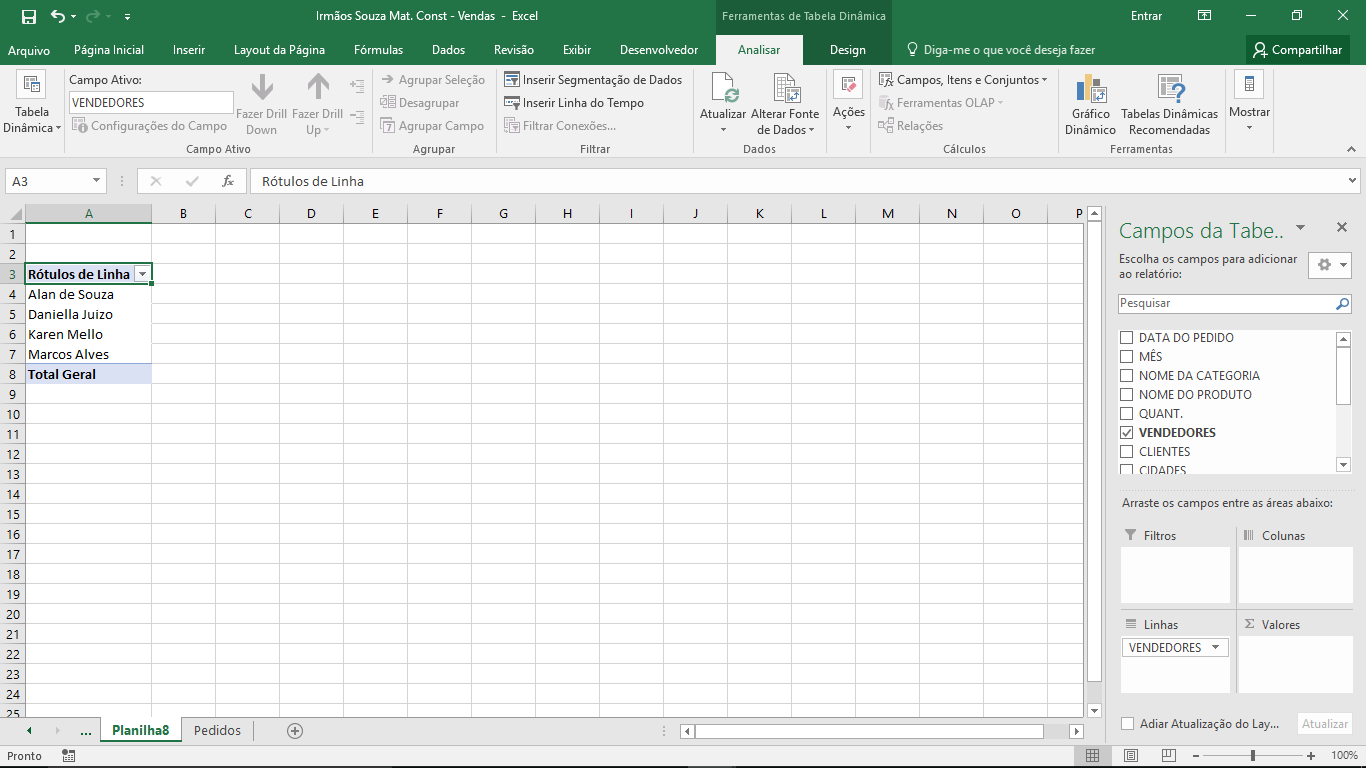 Irmãos Souza Mat. Const - Vendas - Excel
Ferramentas de Tabela Dinâmica
Entrar
Arquivo Página Inicial Inserir Layout da Página Fórmulas Dados Revisão Exibir Desenvolvedor Analisar Design Diga-me o que você deseja fazer Compartilhar
Tabela
Dinâmica
Campo Ativo:
VENDEDORES
Configurações do Campo
Fazer Drill
Down
Fazer Drill
Up
Campo Ativo
Agrupar Seleção
Desagrupar
Agrupar Campo
Agrupar
Inserir Segmentação de Dados
Inserir Linha do Tempo
Filtrar Conexões...
Filtrar
Atualizar
Alterar Fonte
de Dados
Dados
Ações
Campos, Itens e Conjuntos
Ferramentas OLAP
Relações
Cálculos
Gráfico
Dinâmico
Tabelas Dinâmicas
Recomendadas
Ferramentas
Mostrar
A3
fx
Rótulos de Linha
A B C D E F G H I J K L M N O P
1
2
3 Rótulos de Linha
4 Alan de Souza
5 Daniella Juizo
6 Karen Mello
7 Marcos Alves
8 Total Geral
9
10
11
12
13
14
15
16
17
18
19
20
21
22
23
24
25
Campos da Tabe..
Escolha os campos para adicionar
ao relatório:
Pesquisar
DATA DO PEDIDO
MÊS
NOME DA CATEGORIA
NOME DO PRODUTO
QUANT.
VENDEDORES
CLIENTES
CIDADES
Arraste os campos entre as áreas abaixo:
Filtros
Colunas
Linhas
Σ Valores
VENDEDORES
Adiar Atualização do Lay...
Atualizar
...
Planilha8
Pedidos
Pronto
100%